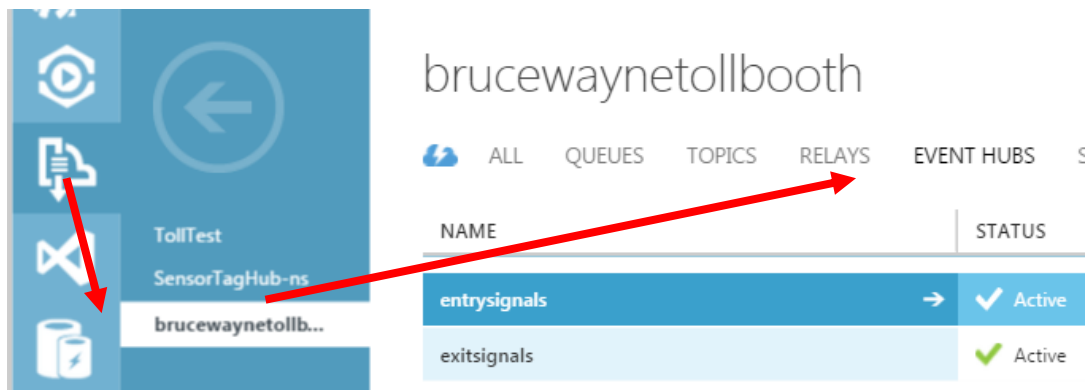 brucewaynetollbooth
ALL QUEUES TOPICS RELAYS EVENT HUBS S
NAME STATUS
entrysignals Active
exitsignals Active
TollTest
SensorTagHub-ns
brucewaynetollb...